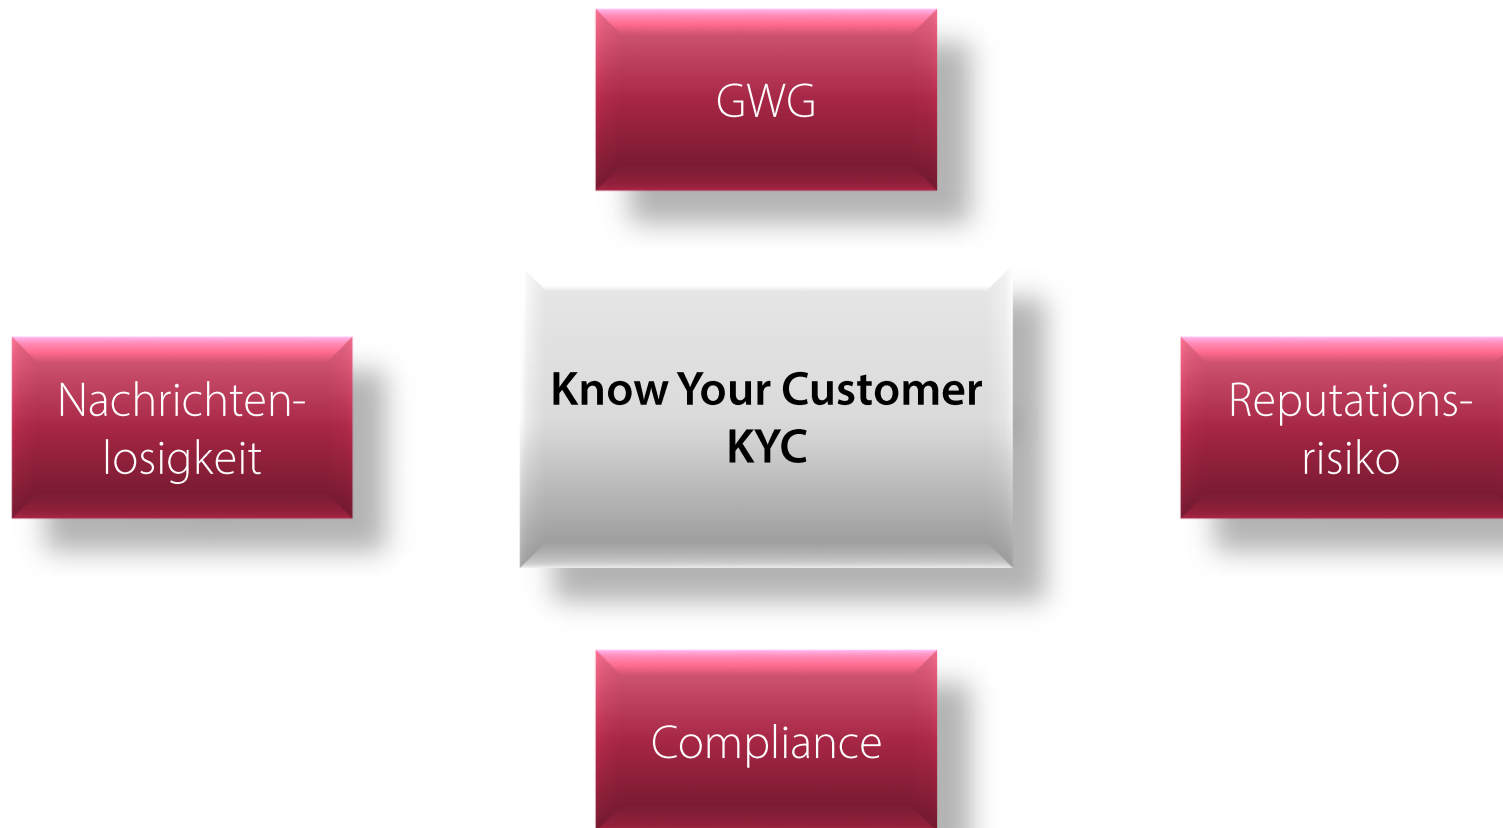 GWG
Nachrichten-
losigkeit
Know Your Customer
KYC
Reputations-
risiko
Compliance